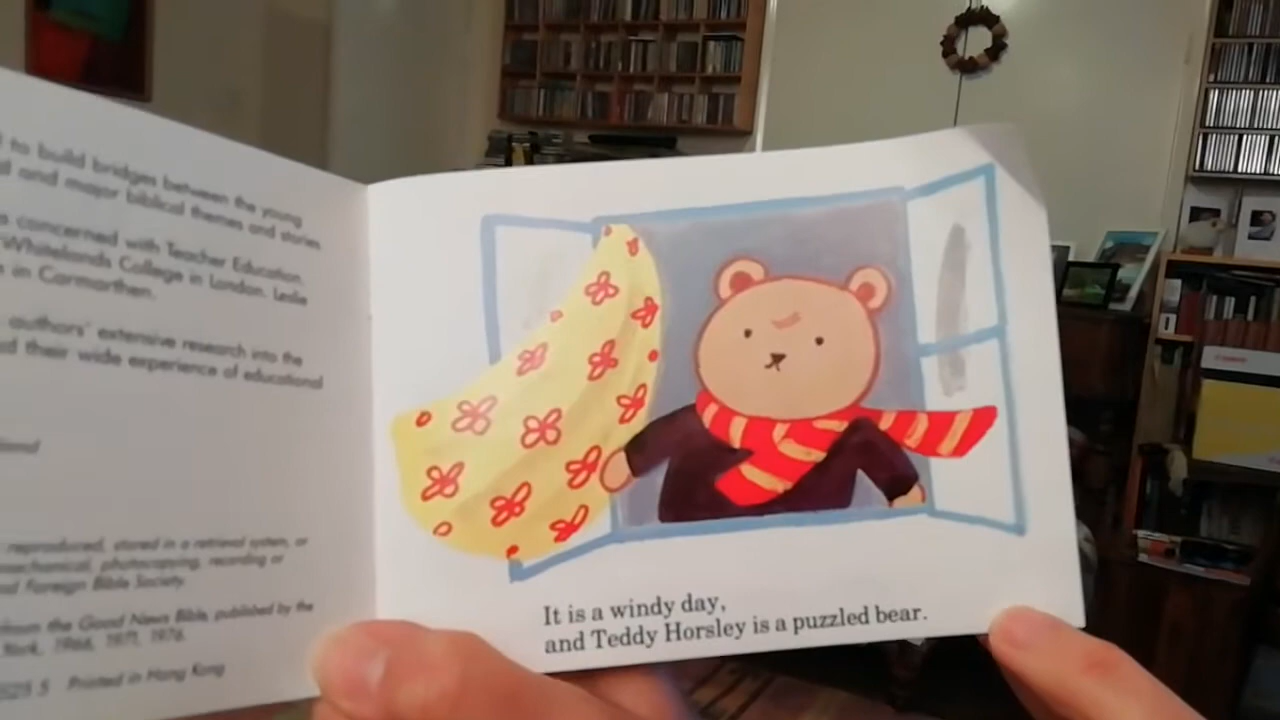 to build bridges between the young
and major biblical themes and stories
concerned with Teacher Education.
Whitelands College in London. Leslie
in Carmarthen.
authors' extensive research into the
their wide experience of educational
reproduced, stored in a retrieval system, or
mechanical, photocopying, recording or
Foreign Bible Society.
from the Good News Bible, published by the
York, 1966, 1971, 1976.
5 Printed in Hong Kong
It is a windy day,
and Teddy Horsley is a puzzled bear.